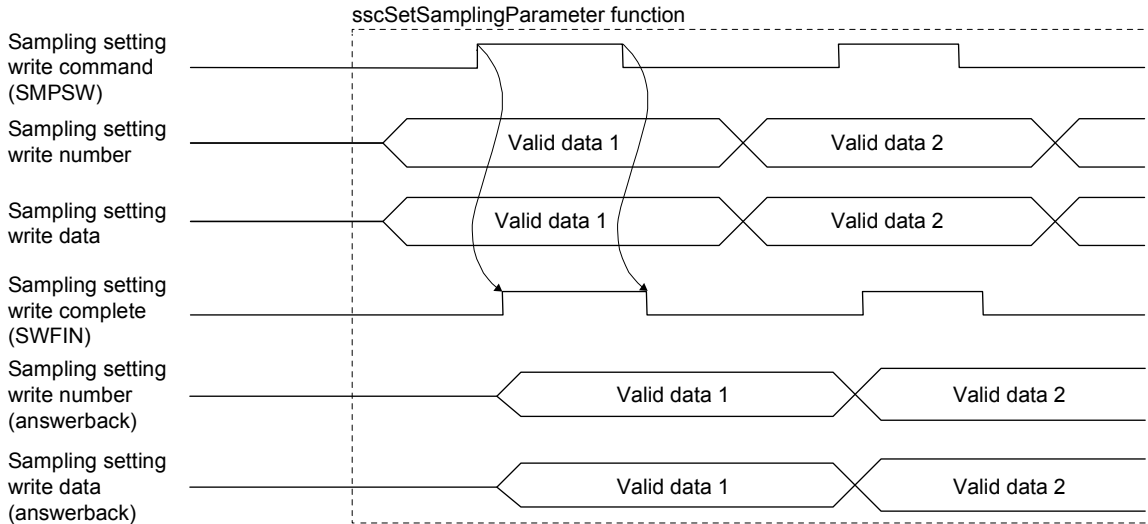 sscSetSamplingParameter function
Sampling setting
write command
(SMPSW)
Sampling setting
write number
Valid data 1
Valid data 2
Sampling setting
write data
Valid data 1
Valid data 2
Sampling setting
write complete
(SWFIN)
Sampling setting
write number
(answerback)
Valid data 1
Valid data 2
Sampling setting
write data
(answerback)
Valid data 1
Valid data 2